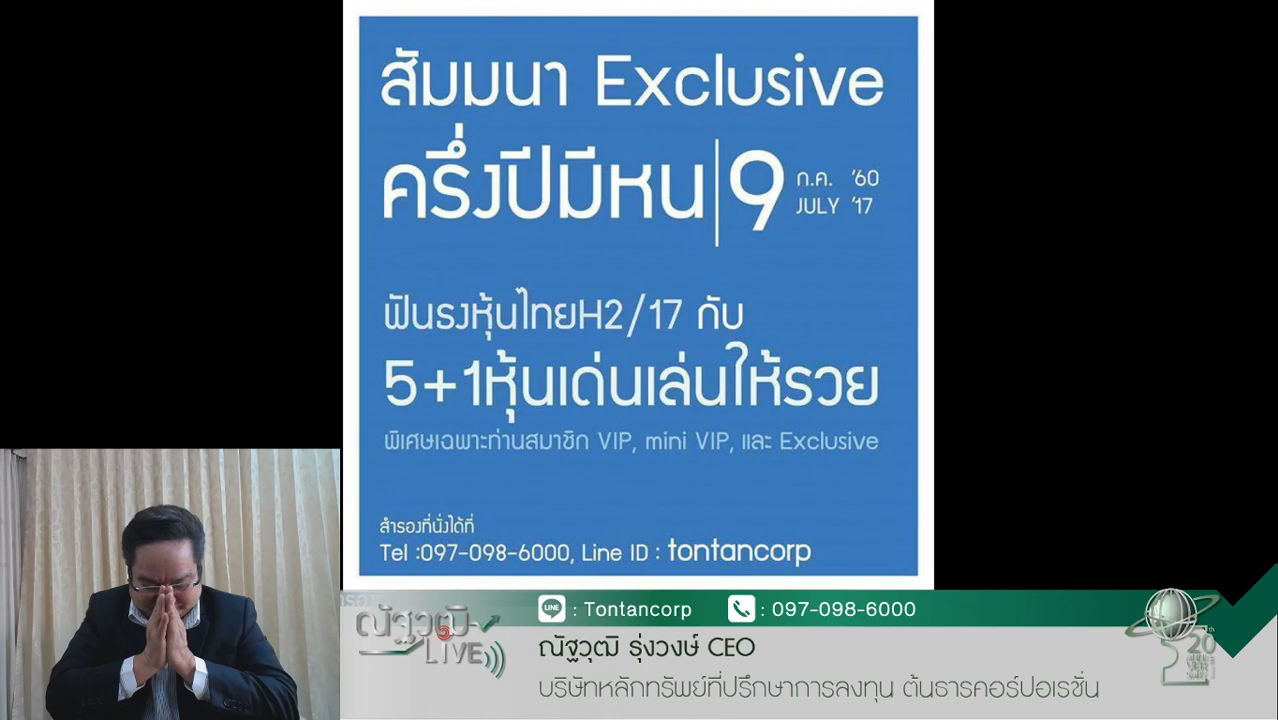 สัมมนา Exclusive
ครึ่งปีมีหน
9
ก.ค. '60
JULY '17
ฟันธงหุ้นไทยH2/17 กับ
5+1หุ้นเด่นเล่นให้รวย
พิเศษเฉพาะท่านสมาชิก VIP, mini VIP, และ Exclusive
สำรองที่นั่งได้ที่
Tel :097-098-6000, Line ID : tontancorp
LINE : Tontancorp : 097-098-6000
ณัฐวุฒิ LIVE
ณัฐวุฒิ รุ่งวงษ์ CEO
บริษัทหลักทรัพย์ที่ปรึกษาการลงทุน ต้นธารคอร์ปอเรชั่น
20th